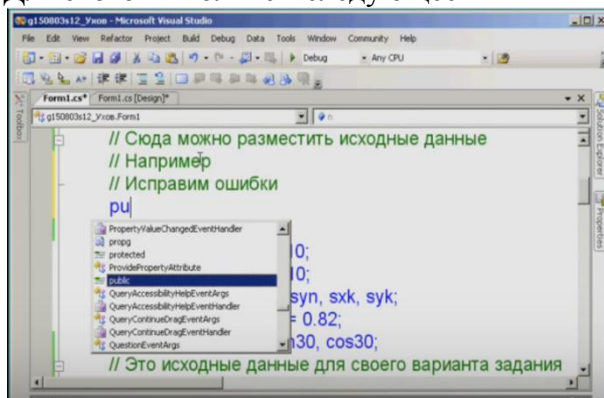 g150803s12_Ухов - Microsoft Visual Studio
File Edit View Refactor Project Build Debug Data Tools Window Community Help
Debug Any CPU
Form1.cs* Form1.cs [Design]*
g150803s12_Ухов.Form1 n
Toolbox
Solution Explorer
Properties
// Сюда можно разместить исходные данные
// Например
// Исправим ошибки
pu
PropertyValueChangedEventHandler
propg
protected
ProvidePropertyAttribute
public
QueryAccessibilityHelpEventArgs
QueryAccessibilityHelpEventHandler
QueryContinueDragEventArgs
QueryContinueDragEventHandler
QuestionEventArgs
10;
10;
syn, sxk, syk;
= 0.82;
n30, cos30;
// Это исходные данные для своего варианта задания